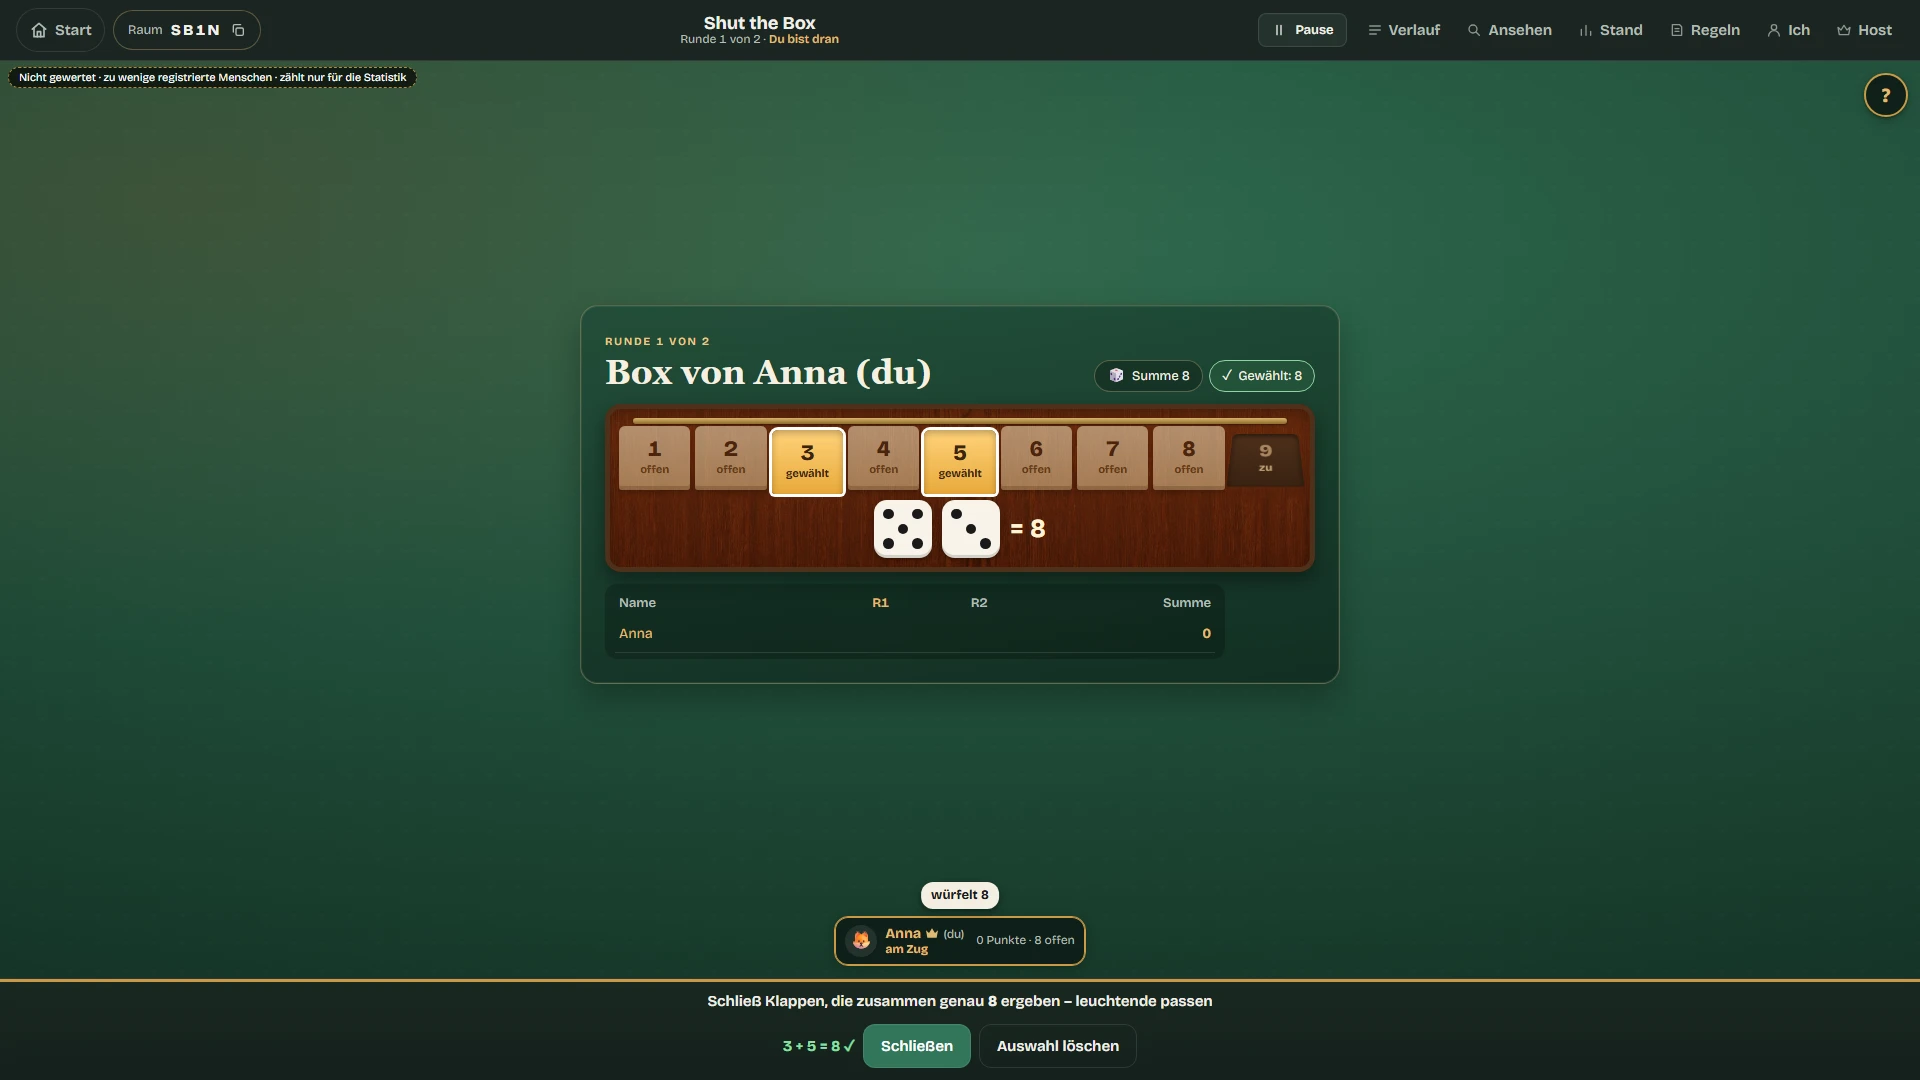 Start
Raum SB1N
Shut the Box
Runde 1 von 2 · Du bist dran
Pause
Verlauf
Ansehen
Stand
Regeln
Ich
Host
Nicht gewertet · zu wenige registrierte Menschen · zählt nur für die Statistik
?
RUNDE 1 VON 2
Box von Anna (du)
Summe 8
✓ Gewählt: 8
1 2 3 4 5 6 7 8 9
offen offen gewählt offen gewählt offen offen offen zu
= 8
Name R1 R2 Summe
Anna 0
würfelt 8
Anna (du)
am Zug
0 Punkte · 8 offen
Schließ Klappen, die zusammen genau 8 ergeben – leuchtende passen
3 + 5 = 8 ✓
Schließen
Auswahl löschen